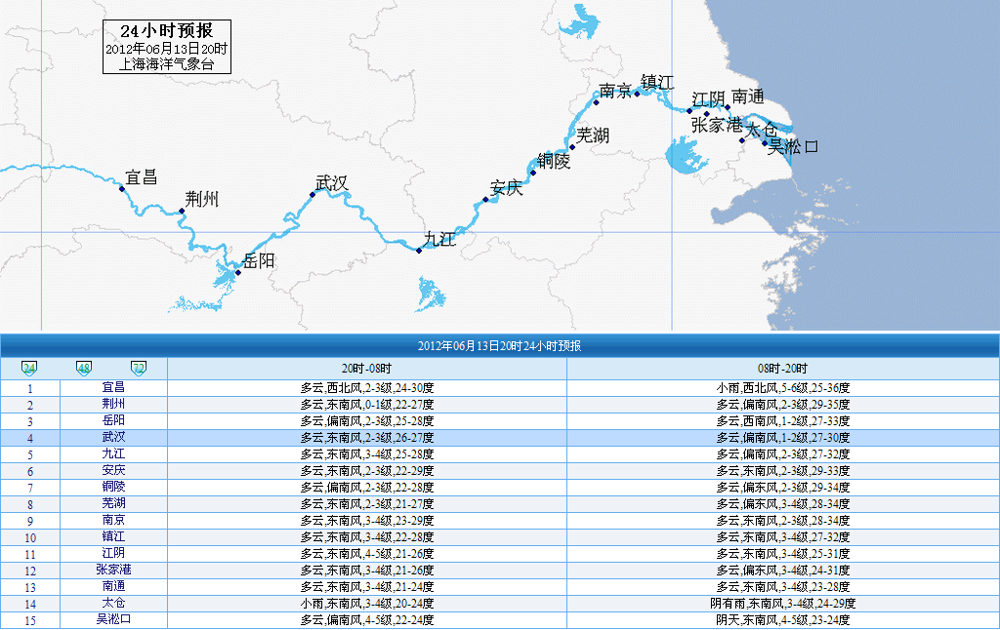 24小时预报
2012年06月13日20时
上海海洋气象台
南京
镇江
江阴
南通
张家港
太仓
吴淞口
芜湖
铜陵
宜昌
荆州
武汉
安庆
九江
岳阳
2012年06月13日20时24小时预报
24 48 72 20时-08时 08时-20时
1 宜昌 多云,西北风,2-3级,24-30度 小雨,西北风,5-6级,25-36度
2 荆州 多云,东南风,0-1级,22-27度 多云,偏南风,2-3级,29-35度
3 岳阳 多云,偏南风,2-3级,25-28度 多云,西南风,1-2级,27-33度
4 武汉 多云,东南风,2-3级,26-27度 多云,偏南风,1-2级,27-30度
5 九江 多云,东南风,3-4级,25-28度 多云,偏南风,2-3级,27-32度
6 安庆 多云,东南风,2-3级,22-29度 多云,东南风,2-3级,29-33度
7 铜陵 多云,偏南风,2-3级,22-28度 多云,偏东风,2-3级,29-34度
8 芜湖 多云,东南风,2-3级,21-27度 多云,偏东风,3-4级,28-34度
9 南京 多云,东南风,3-4级,23-29度 多云,东南风,2-3级,28-34度
10 镇江 多云,东南风,3-4级,22-28度 多云,东南风,3-4级,27-32度
11 江阴 多云,东南风,4-5级,21-26度 多云,东南风,3-4级,25-31度
12 张家港 多云,东南风,3-4级,21-26度 多云,偏东风,3-4级,24-31度
13 南通 多云,东南风,3-4级,21-24度 多云,东南风,3-4级,23-28度
14 太仓 小雨,东南风,3-4级,20-24度 阴有雨,东南风,3-4级,24-29度
15 吴淞口 多云,偏南风,4-5级,22-24度 阴天,东南风,4-5级,23-24度